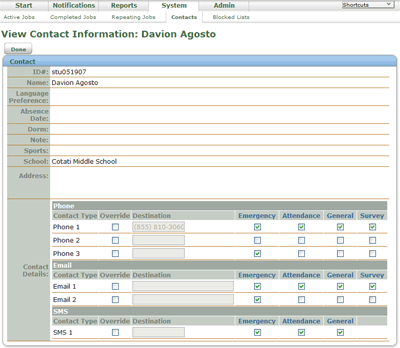 Start Notifications Reports System Admin Shortcuts
Active Jobs Completed Jobs Repeating Jobs Contacts Blocked Lists
View Contact Information: Davion Agosto
Done
Contact
ID#: stu051907
Name: Davion Agosto
Language
Preference:
Absence
Date:
Dorm:
Note:
Sports:
School: Cotati Middle School
Address:
Contact
Details:
Phone
Contact Type Override Destination Emergency Attendance General Survey
Phone 1 (855) 810-3060
Phone 2
Phone 3
Email
Contact Type Override Destination Emergency Attendance General Survey
Email 1
Email 2
SMS
Contact Type Override Destination Emergency Attendance General
SMS 1